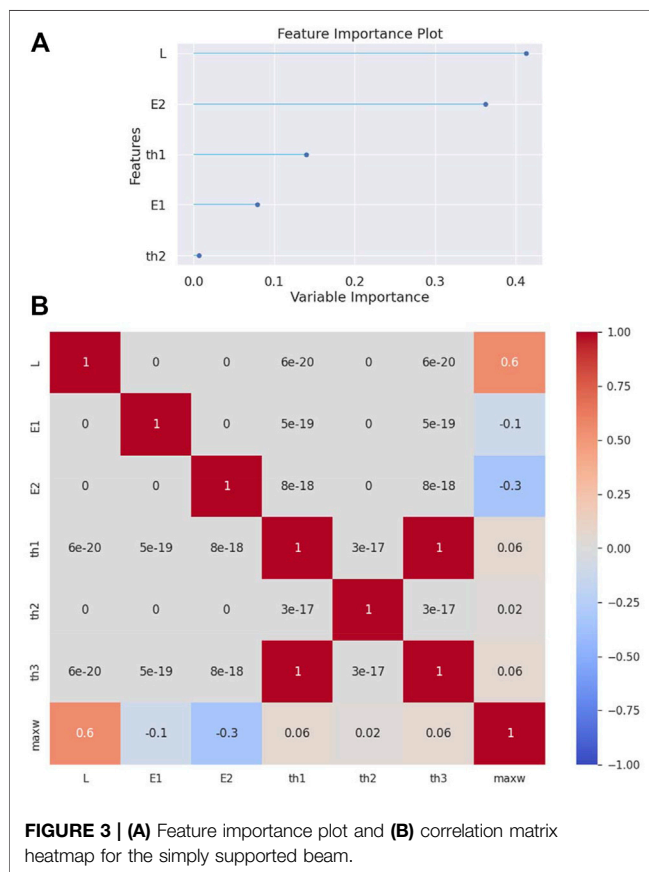 A
Feature Importance Plot
Features
L
E2
th1
E1
th2
0.0 0.1 0.2 0.3 0.4
Variable Importance
B
L 1 0 0 6e-20 0 6e-20 0.6
E1 0 1 0 5e-19 0 5e-19 -0.1
E2 0 0 1 8e-18 0 8e-18 -0.3
th1 6e-20 5e-19 8e-18 1 3e-17 1 0.06
th2 0 0 0 3e-17 1 3e-17 0.02
th3 6e-20 5e-19 8e-18 1 3e-17 1 0.06
maxw 0.6 -0.1 -0.3 0.06 0.02 0.06 1
L E1 E2 th1 th2 th3 maxw
1.00
0.75
0.50
0.25
0.00
−0.25
−0.50
−0.75
−1.00
FIGURE 3 | (A) Feature importance plot and (B) correlation matrix
heatmap for the simply supported beam.